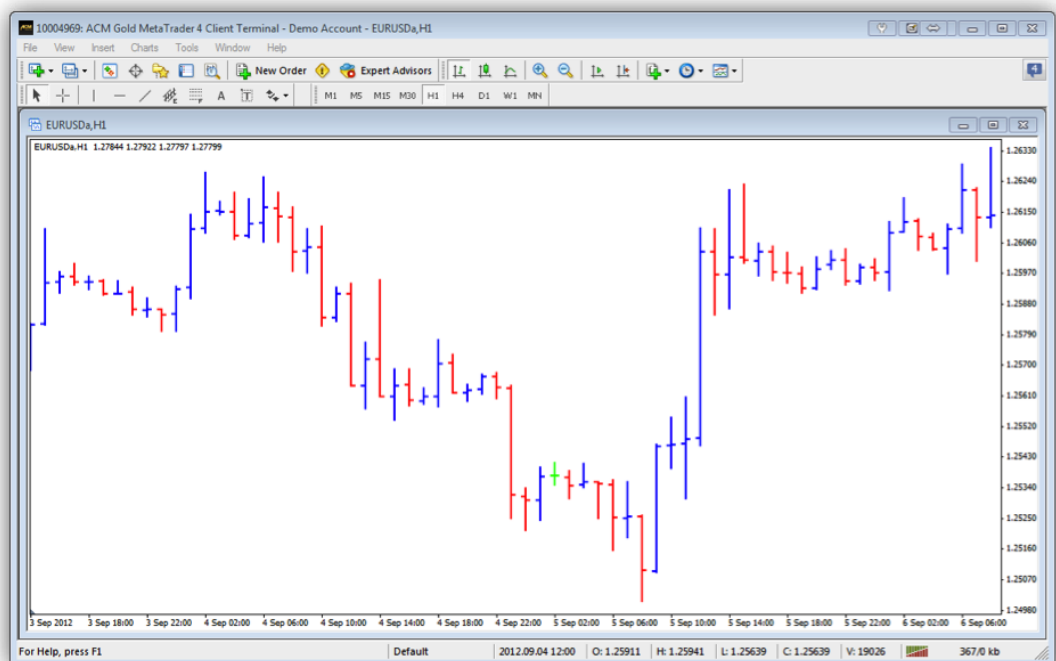 ACM 10004969: ACM Gold MetaTrader 4 Client Terminal - Demo Account - EURUSDa,H1
File View Insert Charts Tools Window Help
New Order Expert Advisors 4
A T M1 M5 M15 M30 H1 H4 D1 W1 MN
EURUSDa,H1
EURUSDa,H1 1.27844 1.27922 1.27797 1.27799
1.26330
1.26240
1.26150
1.26060
1.25970
1.25880
1.25790
1.25700
1.25610
1.25520
1.25430
1.25340
1.25250
1.25160
1.25070
1.24980
3 Sep 2012 3 Sep 18:00 3 Sep 22:00 4 Sep 02:00 4 Sep 06:00 4 Sep 10:00 4 Sep 14:00 4 Sep 18:00 4 Sep 22:00 5 Sep 02:00 5 Sep 06:00 5 Sep 10:00 5 Sep 14:00 5 Sep 18:00 5 Sep 22:00 6 Sep 02:00 6 Sep 06:00
For Help, press F1 Default 2012.09.04 12:00 O: 1.25911 H: 1.25941 L: 1.25639 C: 1.25639 V: 19026 367/0 kb